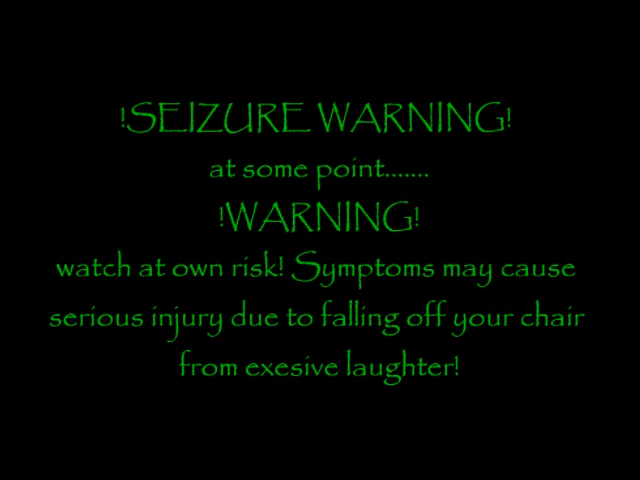 !SEIZURE WARNING!
at some point.......
!WARNING!
watch at own risk! Symptoms may cause
serious injury due to falling off your chair
from exesive laughter!